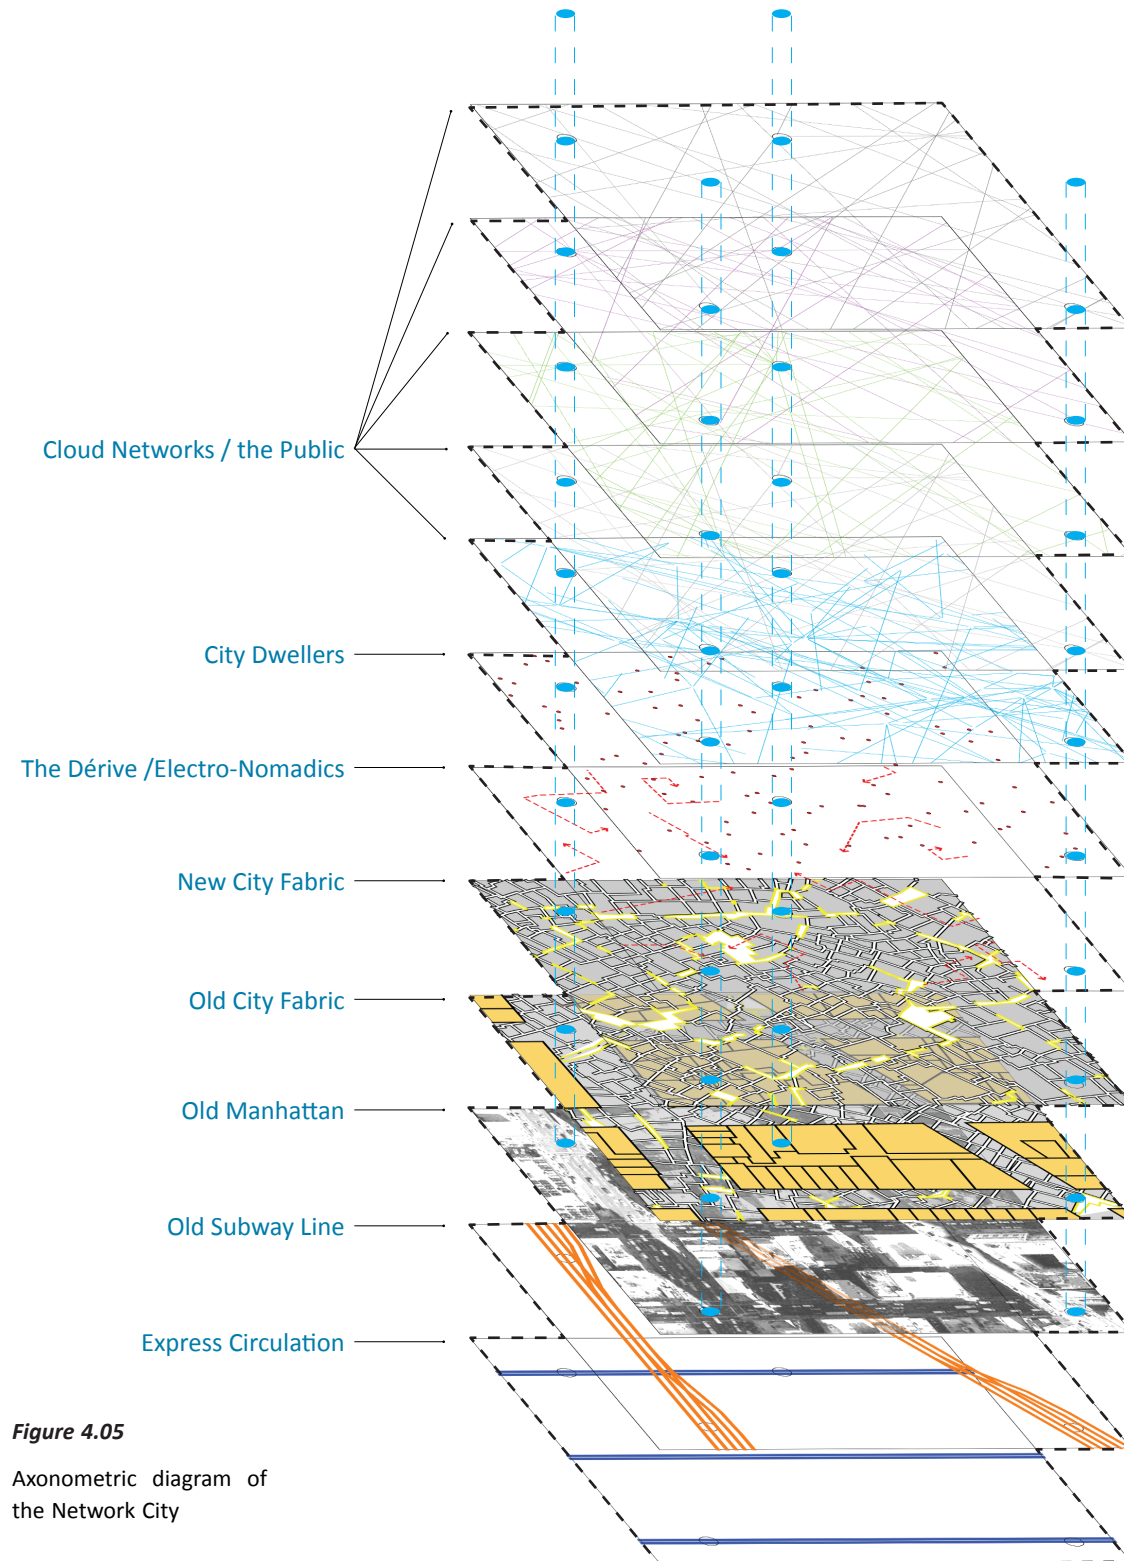 Cloud Networks / the Public
City Dwellers
The Dérive /Electro-Nomadics
New City Fabric
Old City Fabric
Old Manhattan
Old Subway Line
Express Circulation
Figure 4.05
Axonometric diagram of
the Network City